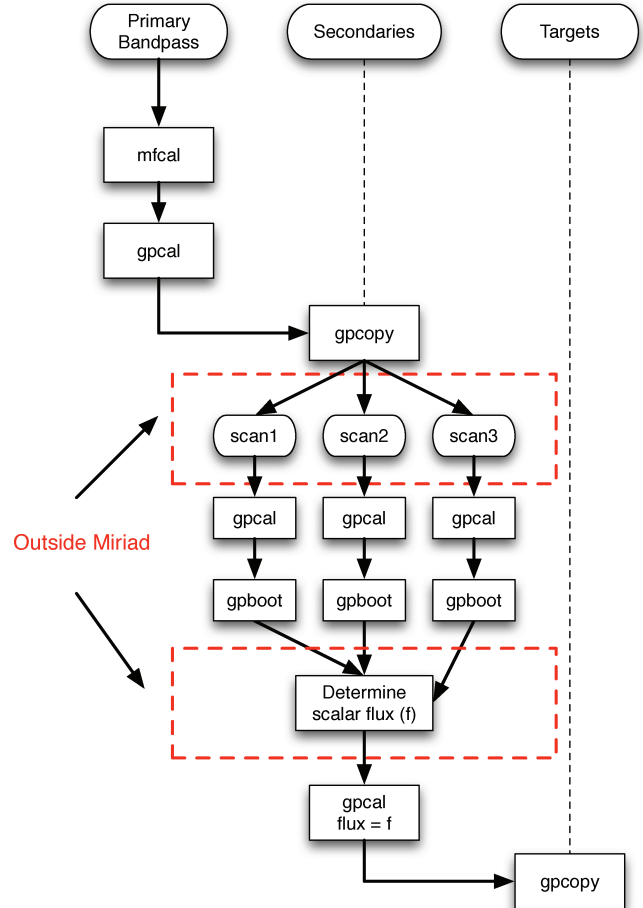 Primary
Bandpass
Secondaries
Targets
mfcal
gpcal
gpcopy
scan1
scan2
scan3
gpcal
gpcal
gpcal
Outside Miriad
gpboot
gpboot
gpboot
Determine
scalar flux (f)
gpcal
flux = f
gpcopy